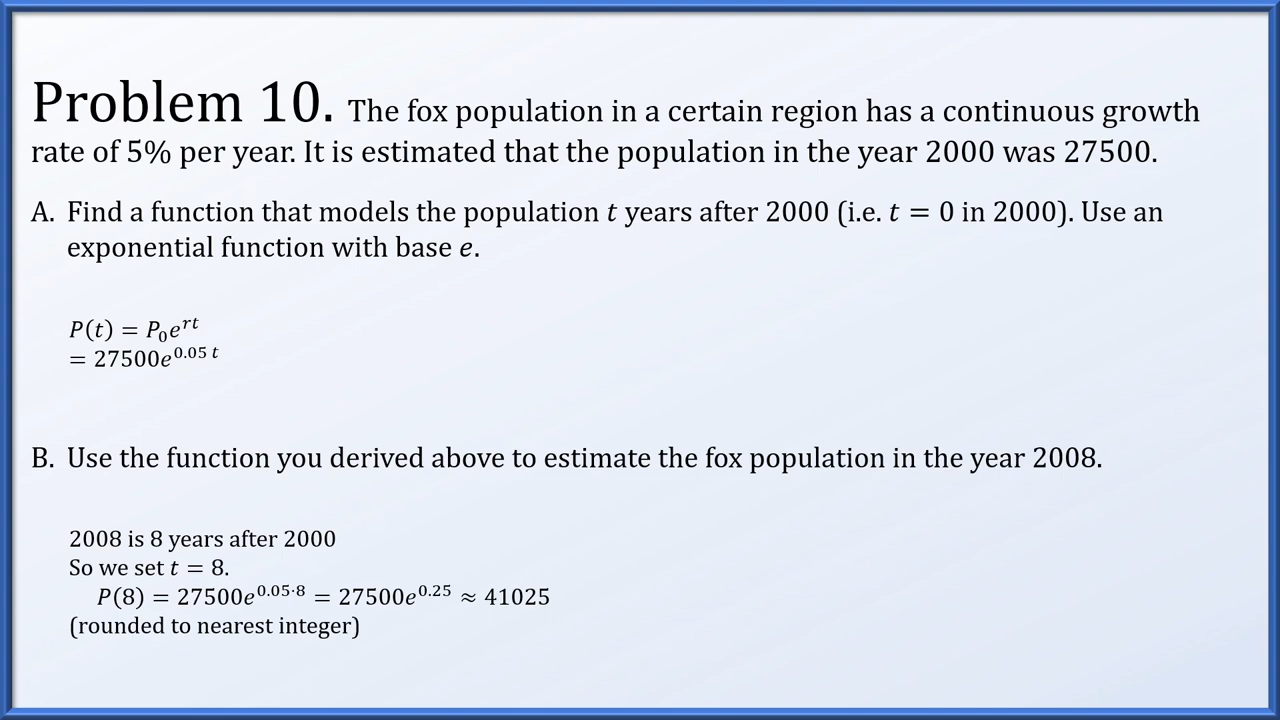 Problem 10. The fox population in a certain region has a continuous growth
rate of 5% per year. It is estimated that the population in the year 2000 was 27500.
A. Find a function that models the population t years after 2000 (i.e. t = 0 in 2000). Use an
exponential function with base e.
P(t) = P₀e^{rt}
= 27500e^{0.05 t}
B. Use the function you derived above to estimate the fox population in the year 2008.
2008 is 8 years after 2000
So we set t = 8.
P(8) = 27500e^{0.05·8} = 27500e^{0.25} ≈ 41025
(rounded to nearest integer)